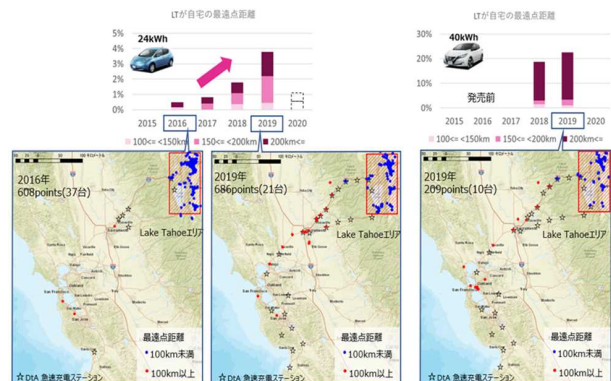 LTが自宅の最遠点距離
24kWh
5%
4%
3%
2%
1%
0%
2015 2016 2017 2018 2019 2020
100<= <150km 150<= <200km 200km<=
LTが自宅の最遠点距離
40kWh
30%
20%
10%
0%
発売前
2015 2016 2017 2018 2019 2020
100<= <150km 150<= <200km 200km<=
2016年
608points(37台)
Lake Tahoeエリア
最遠点距離
100km未満
100km以上
☆DtA 急速充電ステーション
2019年
686points(21台)
Lake Tahoeエリア
最遠点距離
100km未満
100km以上
☆DtA 急速充電ステーション
2019年
209points(10台)
Lake Tahoeエリア
最遠点距離
100km未満
100km以上
☆DtA 急速充電ステーション